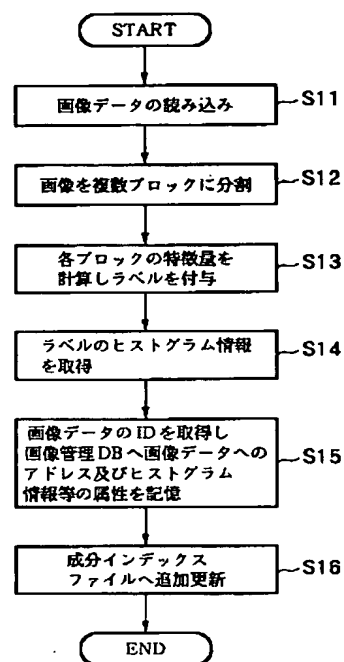 START
画像データの読み込み
S11
画像を複数ブロックに分割
S12
各ブロックの特徴量を
計算しラベルを付与
S13
ラベルのヒストグラム情報
を取得
S14
画像データのIDを取得し
画像管理DBへ画像データへの
アドレス及びヒストグラム
情報等の属性を記憶
S15
成分インデックス
ファイルへ追加更新
S16
END